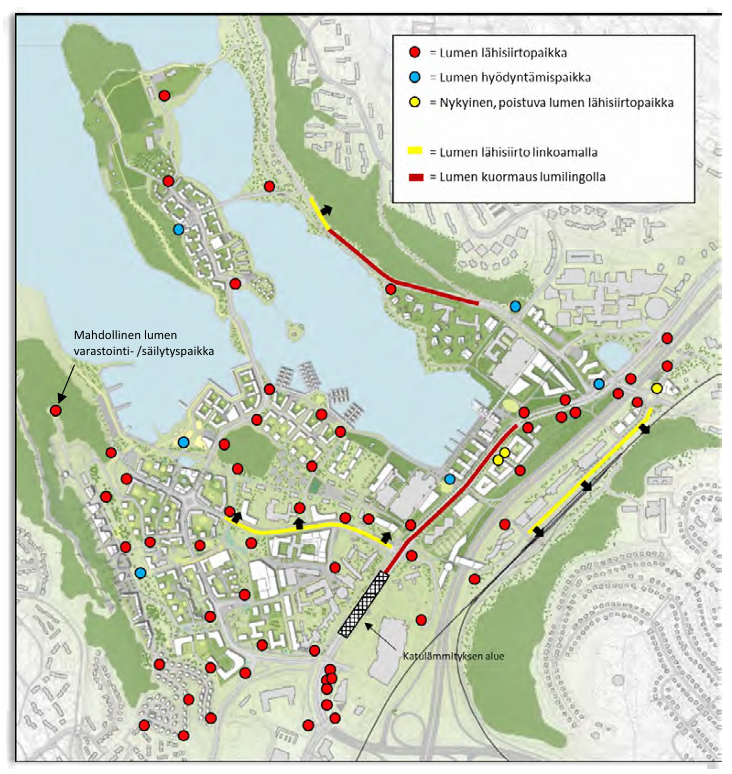 = Lumen lähisiirtopaikka
= Lumen hyödyntämispaikka
= Nykyinen, poistuva lumen lähisiirtopaikka
= Lumen lähisiirto linkoamalla
= Lumen kuormaus lumilingolla
Mahdollinen lumen
varastointi- /säilytyspaikka
Katulämmityksen alue